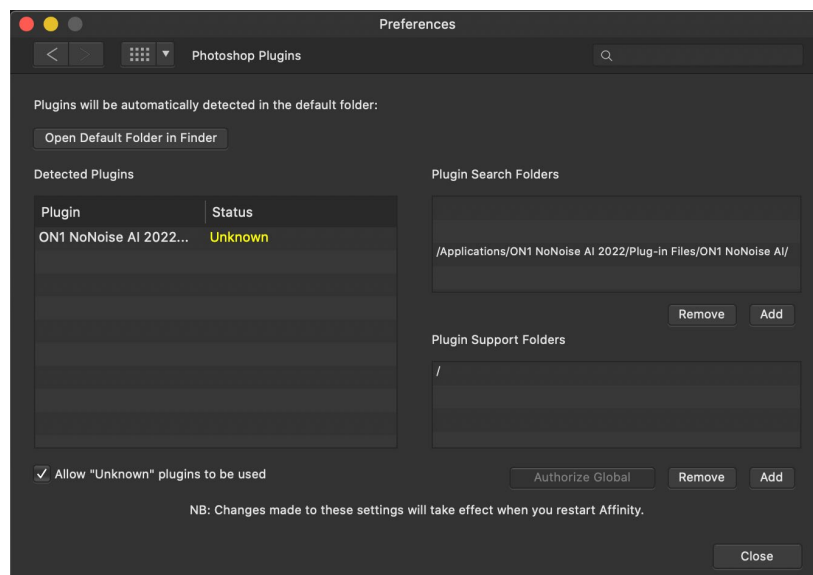 Preferences
Photoshop Plugins
Plugins will be automatically detected in the default folder:
Open Default Folder in Finder
Detected Plugins
Plugin Status
ON1 NoNoise AI 2022... Unknown
Plugin Search Folders
/Applications/ON1 NoNoise AI 2022/Plug-in Files/ON1 NoNoise AI/
Remove Add
Plugin Support Folders
/
Allow "Unknown" plugins to be used
Authorize Global Remove Add
NB: Changes made to these settings will take effect when you restart Affinity.
Close